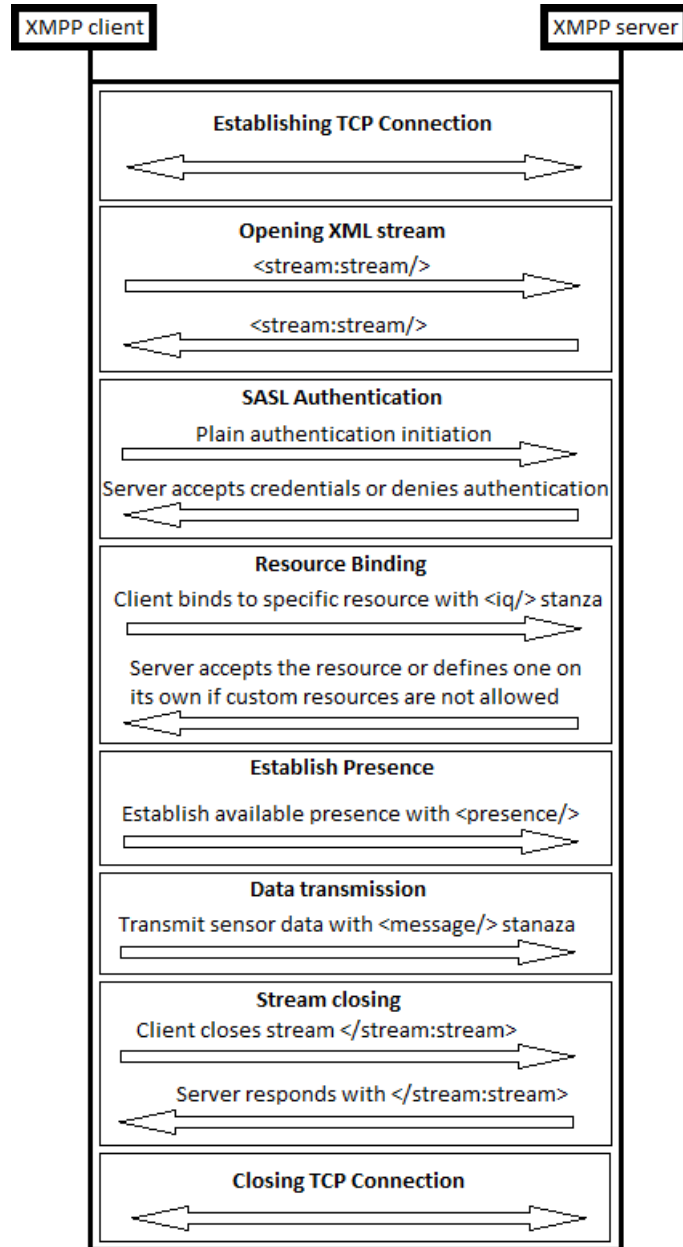 XMPP client
XMPP server
Establishing TCP Connection
Opening XML stream
<stream:stream/>
<stream:stream/>
SASL Authentication
Plain authentication initiation
Server accepts credentials or denies authentication
Resource Binding
Client binds to specific resource with <iq/> stanza
Server accepts the resource or defines one on
its own if custom resources are not allowed
Establish Presence
Establish available presence with <presence/>
Data transmission
Transmit sensor data with <message/> stanaza
Stream closing
Client closes stream </stream:stream>
Server responds with </stream:stream>
Closing TCP Connection